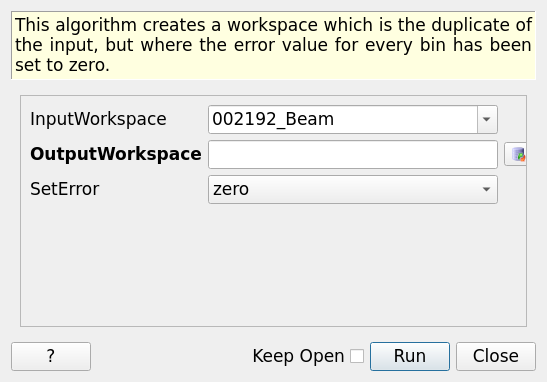 This algorithm creates a workspace which is the duplicate of
the input, but where the error value for every bin has been
set to zero.
InputWorkspace 002192_Beam
OutputWorkspace
SetError zero
? Keep Open Run Close